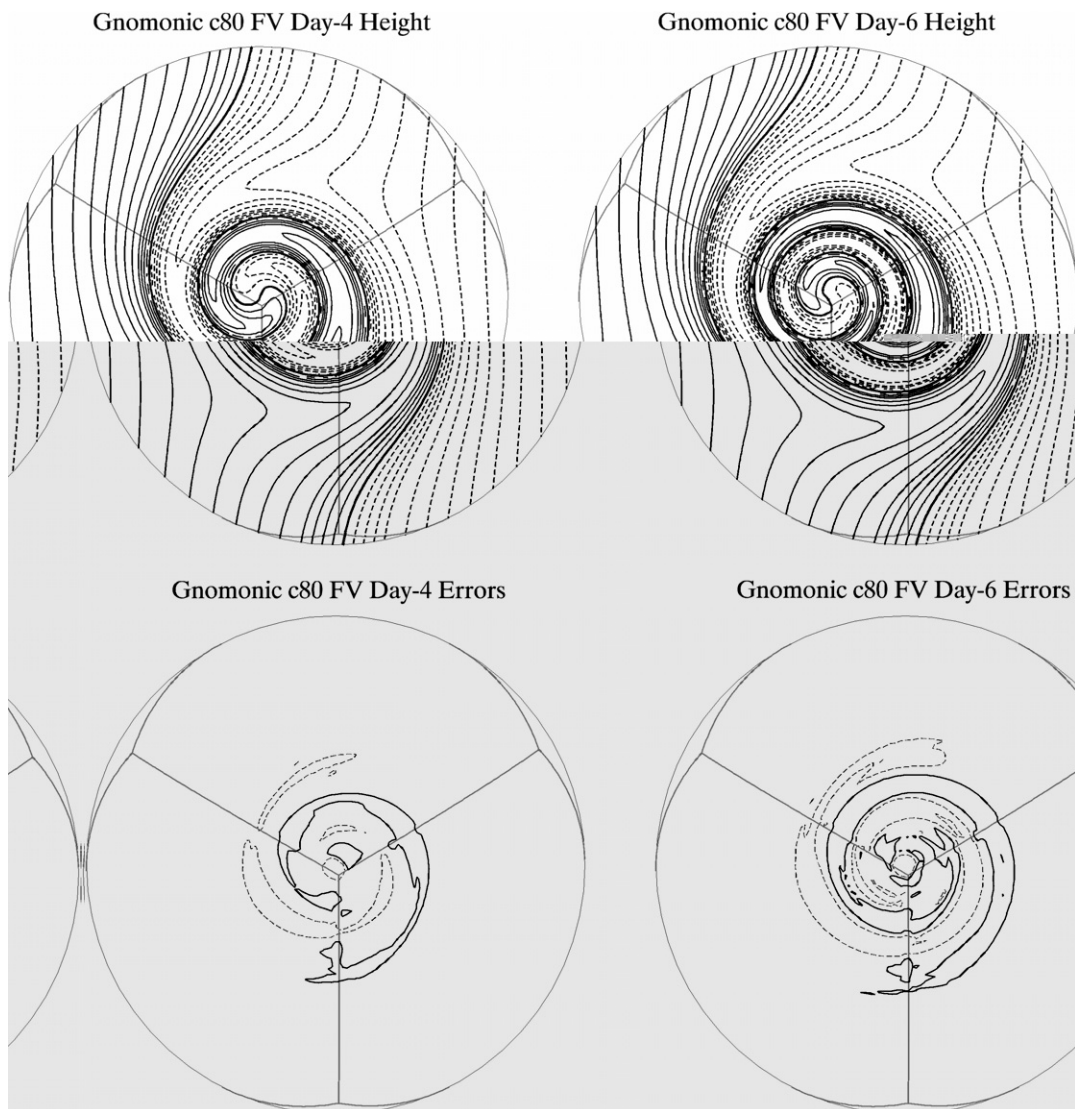 Gnomonic c80 FV Day-4 Height
Gnomonic c80 FV Day-6 Height
Gnomonic c80 FV Day-4 Errors
Gnomonic c80 FV Day-6 Errors